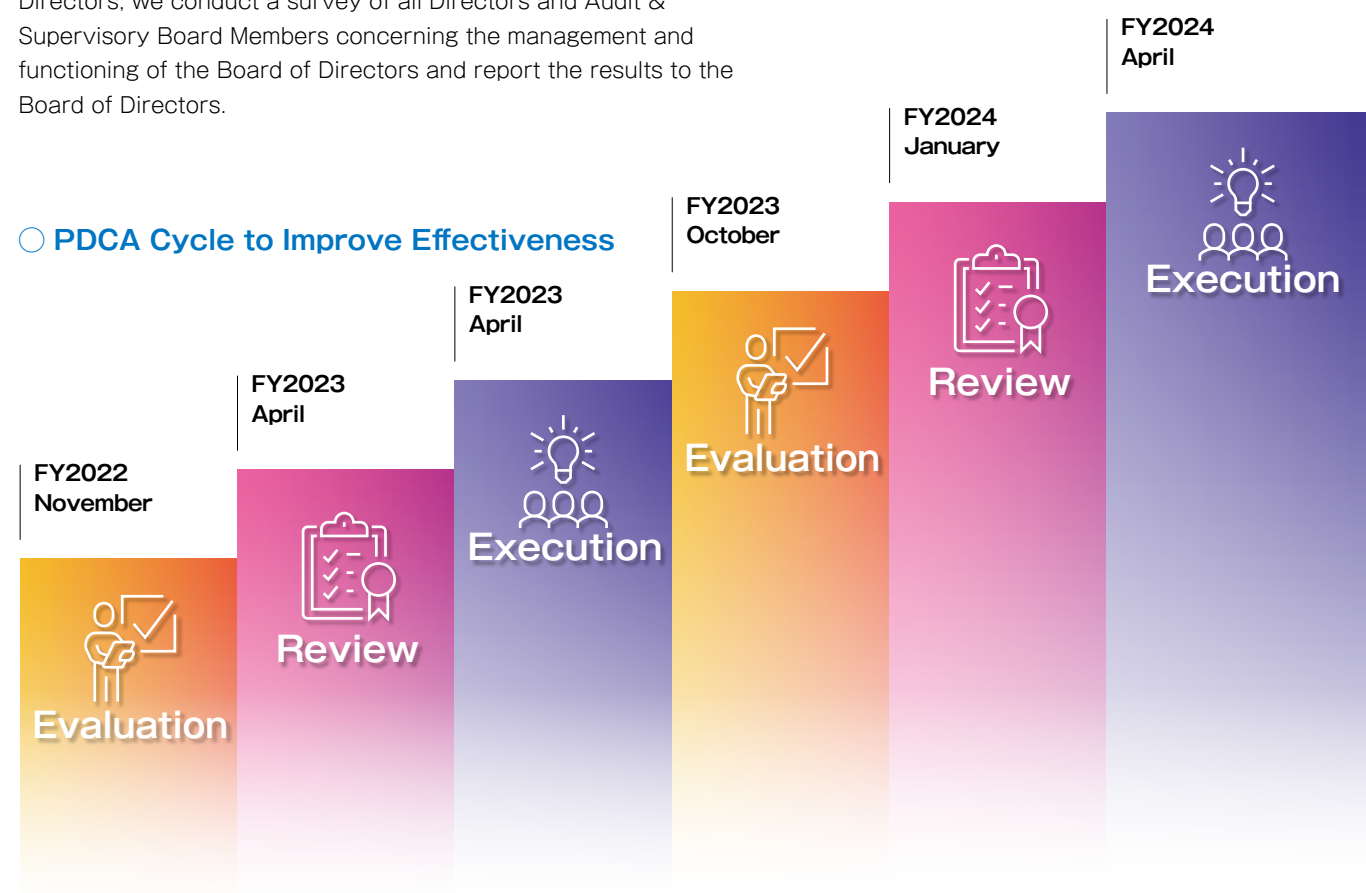 Directors, we conduct a survey of all Directors and Audit &
Supervisory Board Members concerning the management and
functioning of the Board of Directors and report the results to the
Board of Directors.
○ PDCA Cycle to Improve Effectiveness
FY2022
November
Evaluation
FY2023
April
Review
FY2023
April
Execution
FY2023
October
Evaluation
FY2024
January
Review
FY2024
April
Execution